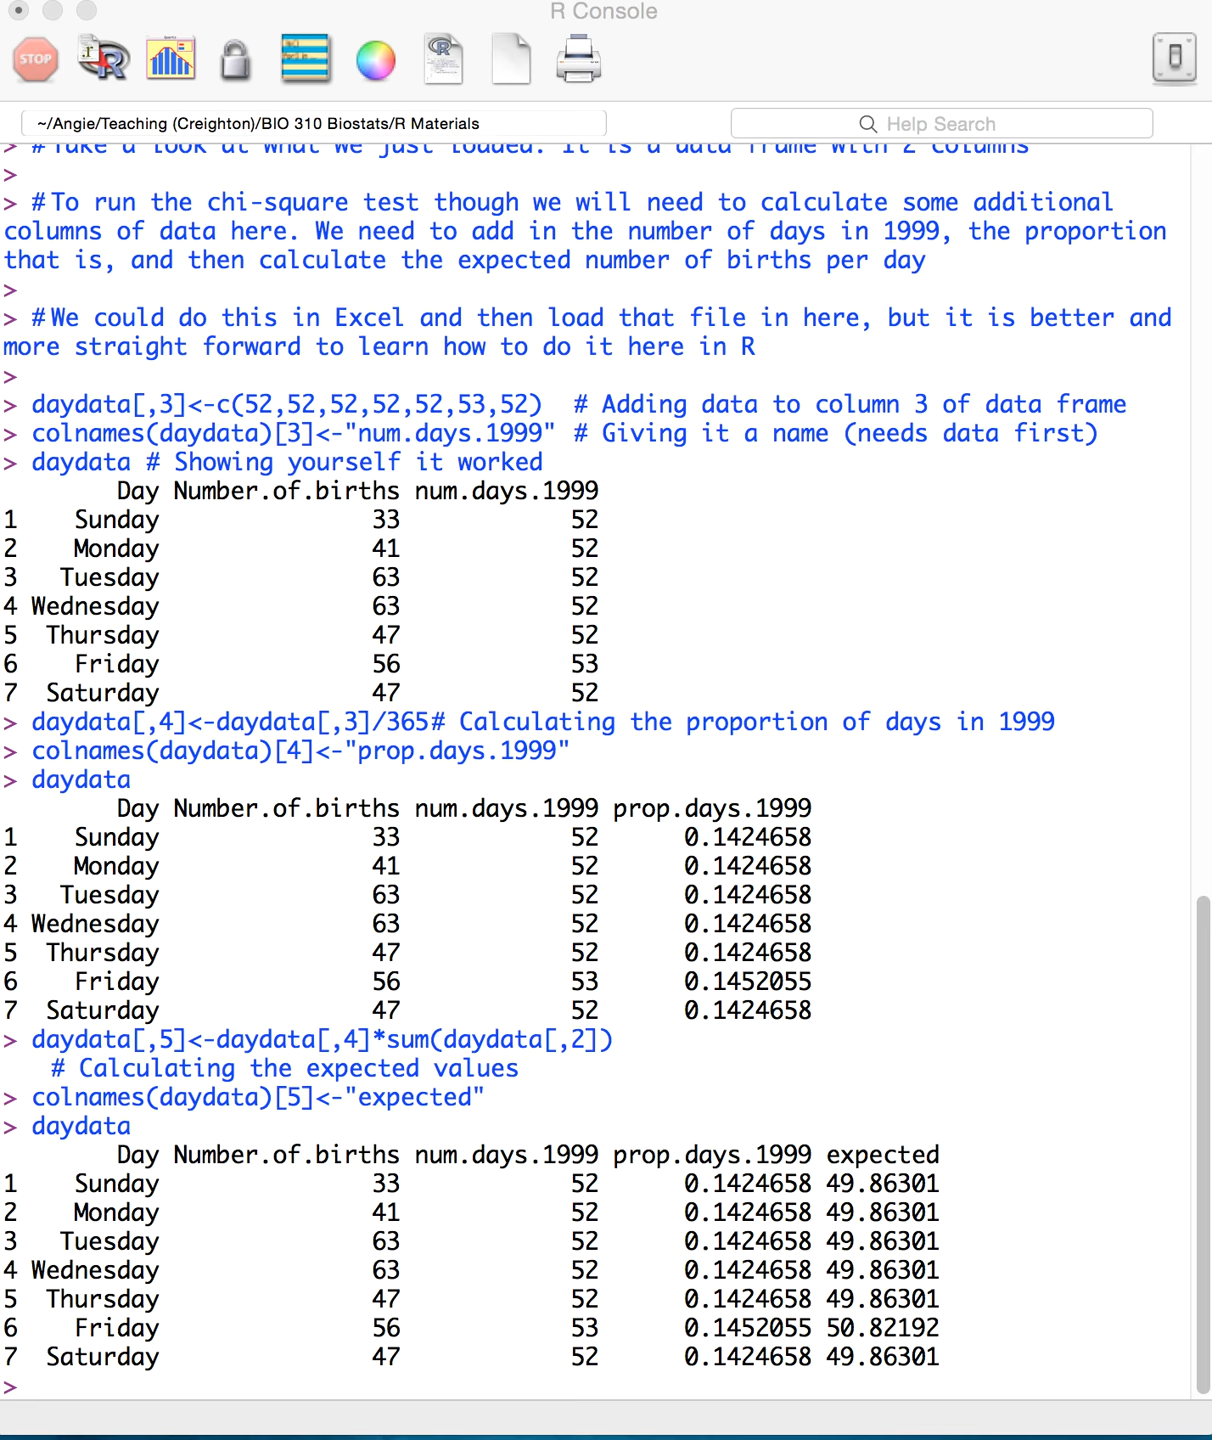 R Console
STOP
~/Angie/Teaching (Creighton)/BIO 310 Biostats/R Materials
Help Search
> #Take a look at what we just loaded. It is a data frame with 2 columns
>
> #To run the chi-square test though we will need to calculate some additional
columns of data here. We need to add in the number of days in 1999, the proportion
that is, and then calculate the expected number of births per day
>
> #We could do this in Excel and then load that file in here, but it is better and
more straight forward to learn how to do it here in R
>
> daydata[,3]<-c(52,52,52,52,52,53,52)  # Adding data to column 3 of data frame
> colnames(daydata)[3]<-"num.days.1999" # Giving it a name (needs data first)
> daydata # Showing yourself it worked
        Day Number.of.births num.days.1999
1    Sunday               33            52
2    Monday               41            52
3   Tuesday               63            52
4 Wednesday               63            52
5  Thursday               47            52
6    Friday               56            53
7  Saturday               47            52
> daydata[,4]<-daydata[,3]/365# Calculating the proportion of days in 1999
> colnames(daydata)[4]<-"prop.days.1999"
> daydata
        Day Number.of.births num.days.1999 prop.days.1999
1    Sunday               33            52      0.1424658
2    Monday               41            52      0.1424658
3   Tuesday               63            52      0.1424658
4 Wednesday               63            52      0.1424658
5  Thursday               47            52      0.1424658
6    Friday               56            53      0.1452055
7  Saturday               47            52      0.1424658
> daydata[,5]<-daydata[,4]*sum(daydata[,2])
# Calculating the expected values
> colnames(daydata)[5]<-"expected"
> daydata
        Day Number.of.births num.days.1999 prop.days.1999 expected
1    Sunday               33            52      0.1424658 49.86301
2    Monday               41            52      0.1424658 49.86301
3   Tuesday               63            52      0.1424658 49.86301
4 Wednesday               63            52      0.1424658 49.86301
5  Thursday               47            52      0.1424658 49.86301
6    Friday               56            53      0.1452055 50.82192
7  Saturday               47            52      0.1424658 49.86301
>